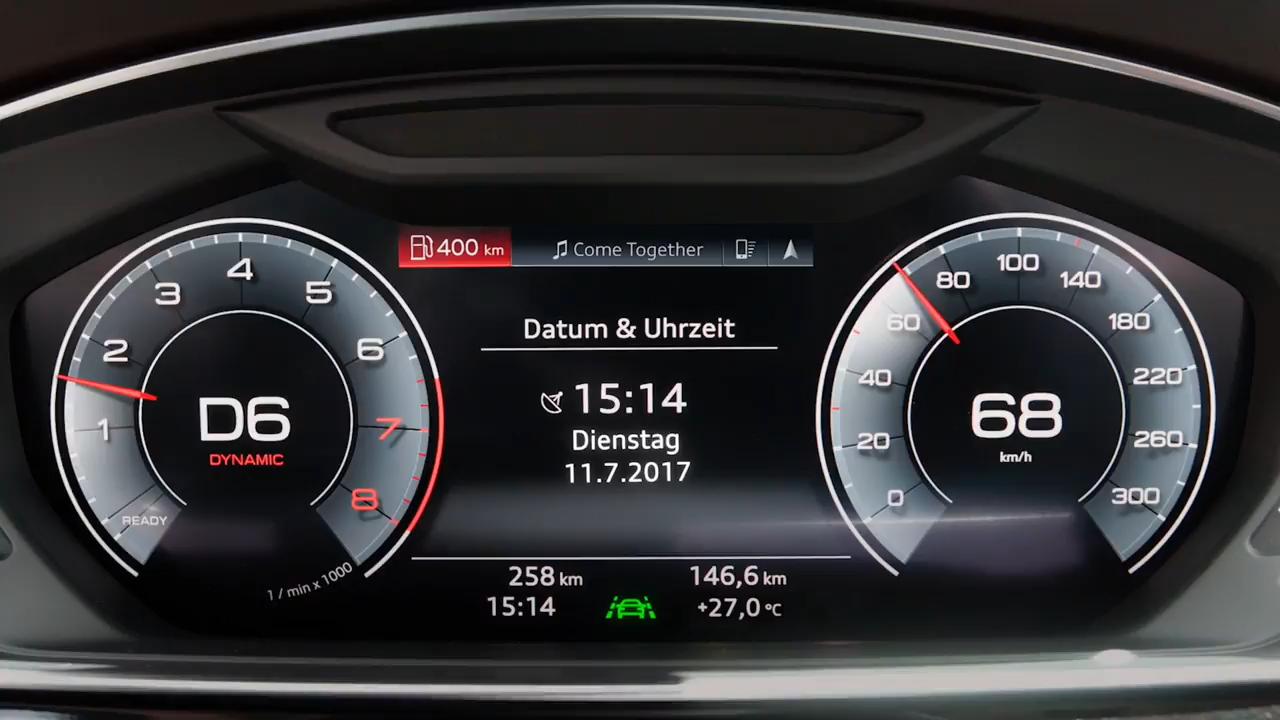 400 km
Come Together
1 2 3 4 5 6 7 8
READY
D6
DYNAMIC
1 / min x 1000
Datum & Uhrzeit
15:14
Dienstag
11.7.2017
0 20 40 60 80 100 140 180 220 260 300
68
km/h
258 km
146,6 km
15:14
+27,0 °C